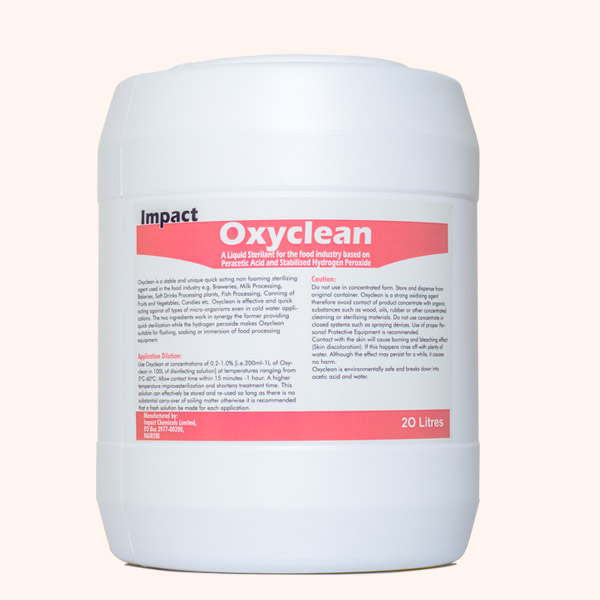 Impact
Oxyclean
A Liquid Sterilant for the food industry based on
Peracetic Acid and Stabilised Hydrogen Peroxide
Oxyclean is a stable and unique quick acting non foaming sterilizing
agent used in the food industry e.g. Breweries, Milk Processing,
Bakeries, Soft Drinks Processing plants, Fish Processing, Canning of
Fruits and Vegetables, Candies etc. Oxyclean is effective and quick
acting against all types of micro-organisms even in cold water appli-
cations. The two ingredients work in synergy the former providing
quick sterilization while the hydrogen peroxide makes Oxyclean
suitable for flushing, soaking or immersion of food processing
equipment.
Application Dilution:
Use Oxyclean at concentrations of 0.2-1.0% [i.e.200ml-1L of Oxy-
clean in 100L of disinfecting solution] at temperatures ranging from
5°C-60°C. Allow contact time within 15 minutes -1 hour. A higher
temperature improvesterilization and shortens treatment time. This
solution can effectively be stored and re-used so long as there is no
substantial carry-over of soiling matter otherwise it is recommended
that a fresh solution be made for each application.
Caution:
Do not use in concentrated form. Store and dispense from
original container. Oxyclean is a strong oxidising agent
therefore avoid contact of product concentrate with organic
substances such as wood, oils, rubber or other concentrated
cleaning or sterilising materials. Do not use concentrate in
closed systems such as spraying devices. Use of proper Per-
sonal Protective Equipment is recommended.
Contact with the skin will cause burning and bleaching effect
(Skin discoloration). If this happens rinse off with plenty of
water. Although the effect may persist for a while, it causes
no harm.
Oxyclean is environmentally safe and breaks down into
acetic acid and water.
Manufactured by:
Impact Chemicals Limited,
PO Box 3977-00200,
NAIROBI
20 Litres